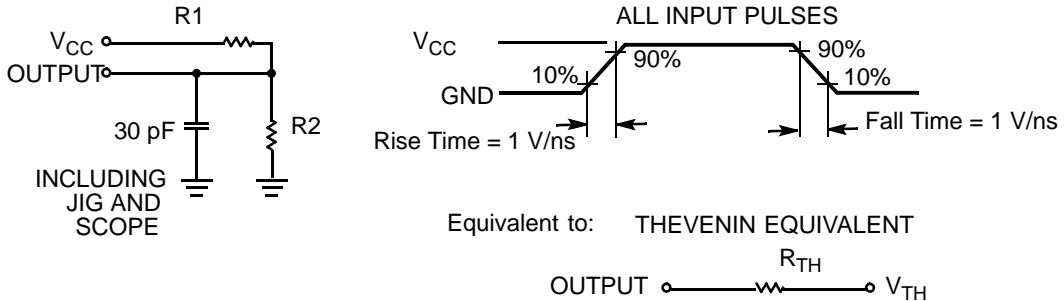 R1
VCC
OUTPUT
30 pF
R2
INCLUDING
JIG AND
SCOPE
ALL INPUT PULSES
VCC
GND
10%
90%
90%
10%
Rise Time = 1 V/ns
Fall Time = 1 V/ns
Equivalent to: THEVENIN EQUIVALENT
RTH
OUTPUT VTH